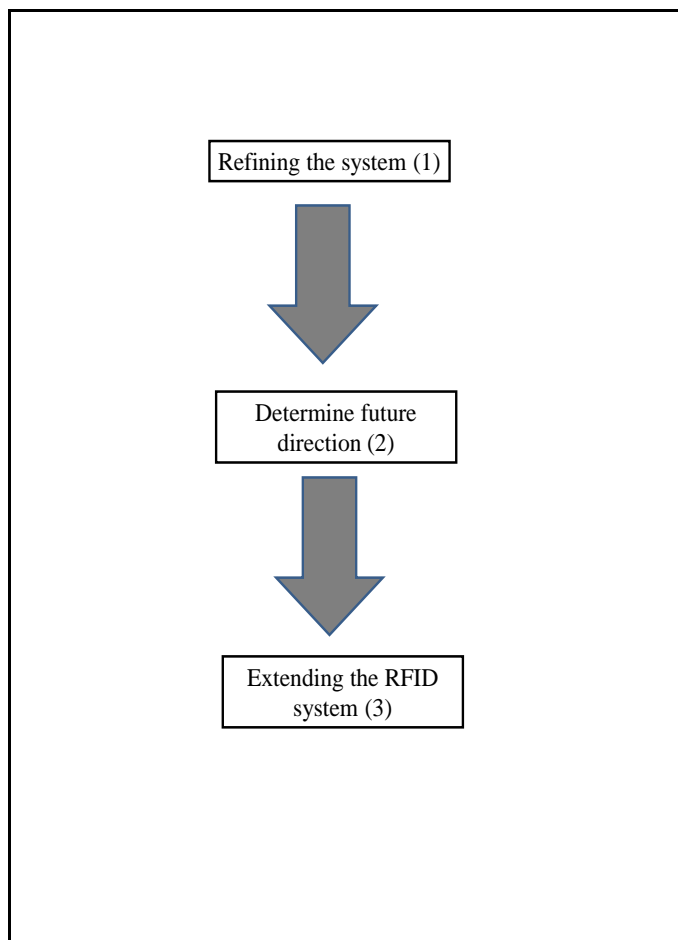 Refining the system (1)
Determine future
direction (2)
Extending the RFID
system (3)